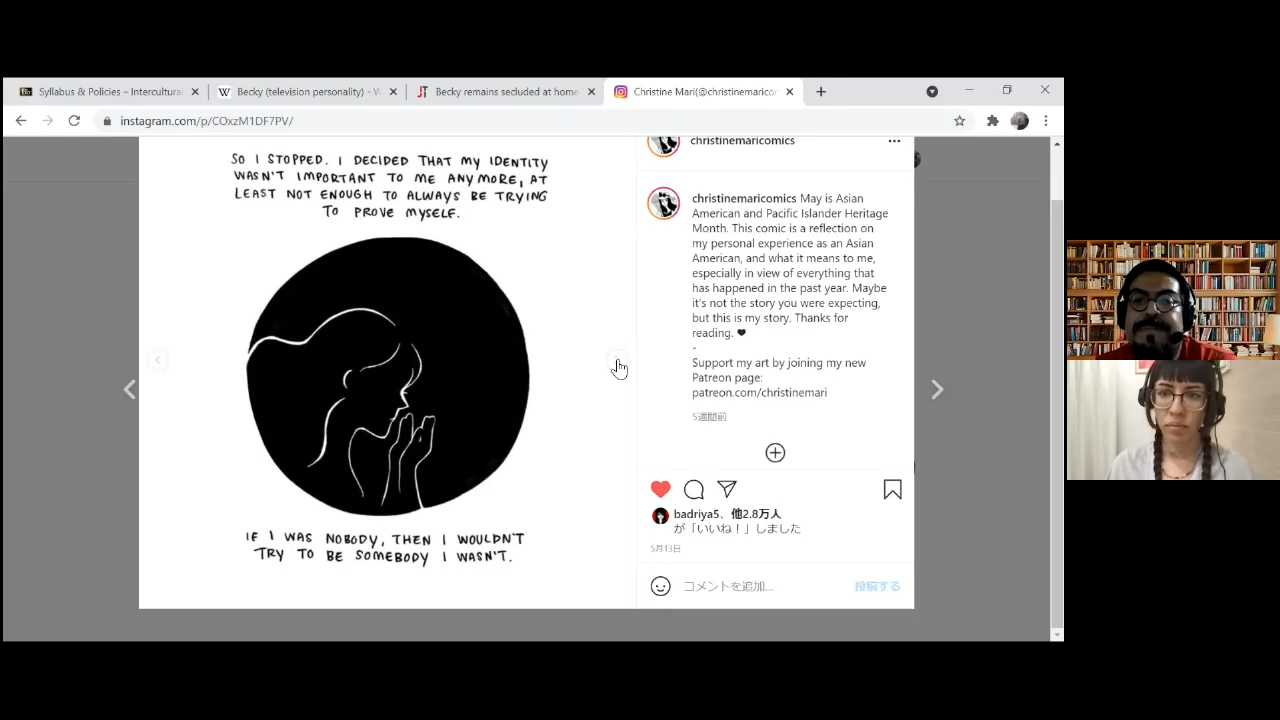 Syllabus & Policies – Intercultural
Becky (television personality) - W
Becky remains secluded at home
Christine Mari(@christinemaricon
instagram.com/p/COxzM1DF7PV/
SO I STOPPED. I DECIDED THAT MY IDENTITY
WASN'T IMPORTANT TO ME ANYMORE, AT
LEAST NOT ENOUGH TO ALWAYS BE TRYING
TO PROVE MYSELF.
IF I WAS NOBODY, THEN I WOULDN'T
TRY TO BE SOMEBODY I WASN'T.
christinemaricomics
christinemaricomics May is Asian
American and Pacific Islander Heritage
Month. This comic is a reflection on
my personal experience as an Asian
American, and what it means to me,
especially in view of everything that
has happened in the past year. Maybe
it's not the story you were expecting,
but this is my story. Thanks for
reading. ♥
-
Support my art by joining my new
Patreon page:
patreon.com/christinemari
5週間前
badriya5、他2.8万人
が「いいね！」しました
5月13日
コメントを追加...
投稿する